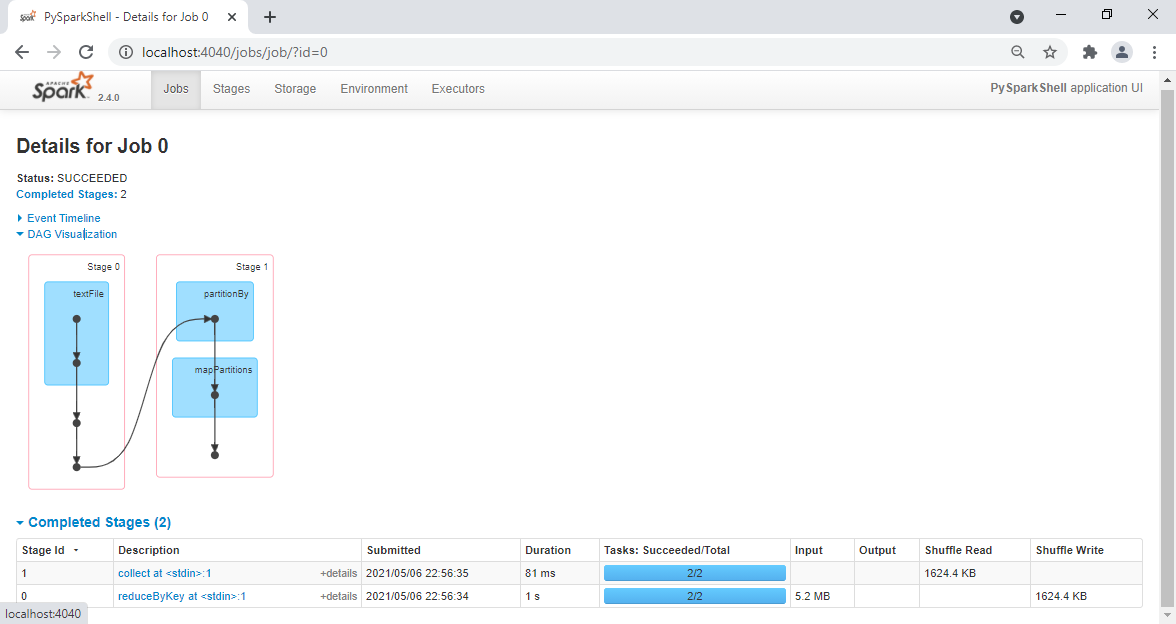 PySparkShell - Details for Job 0
localhost:4040/jobs/job/?id=0
APACHE Spark 2.4.0 Jobs Stages Storage Environment Executors PySparkShell application UI
Details for Job 0
Status: SUCCEEDED
Completed Stages: 2
Event Timeline
DAG Visualization
Stage 0 Stage 1
textFile partitionBy
mapPartitions
Completed Stages (2)
Stage Id Description Submitted Duration Tasks: Succeeded/Total Input Output Shuffle Read Shuffle Write
1 collect at <stdin>:1 +details 2021/05/06 22:56:35 81 ms 2/2 1624.4 KB
0 reduceByKey at <stdin>:1 +details 2021/05/06 22:56:34 1 s 2/2 5.2 MB 1624.4 KB
localhost:4040